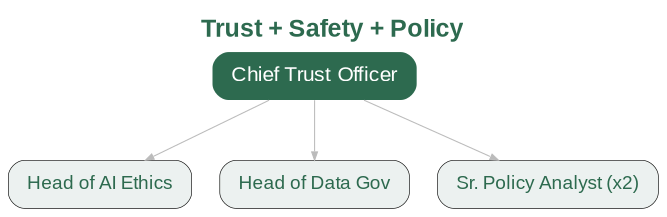 Trust + Safety + Policy
Chief Trust Officer
Head of AI Ethics
Head of Data Gov
Sr. Policy Analyst (x2)